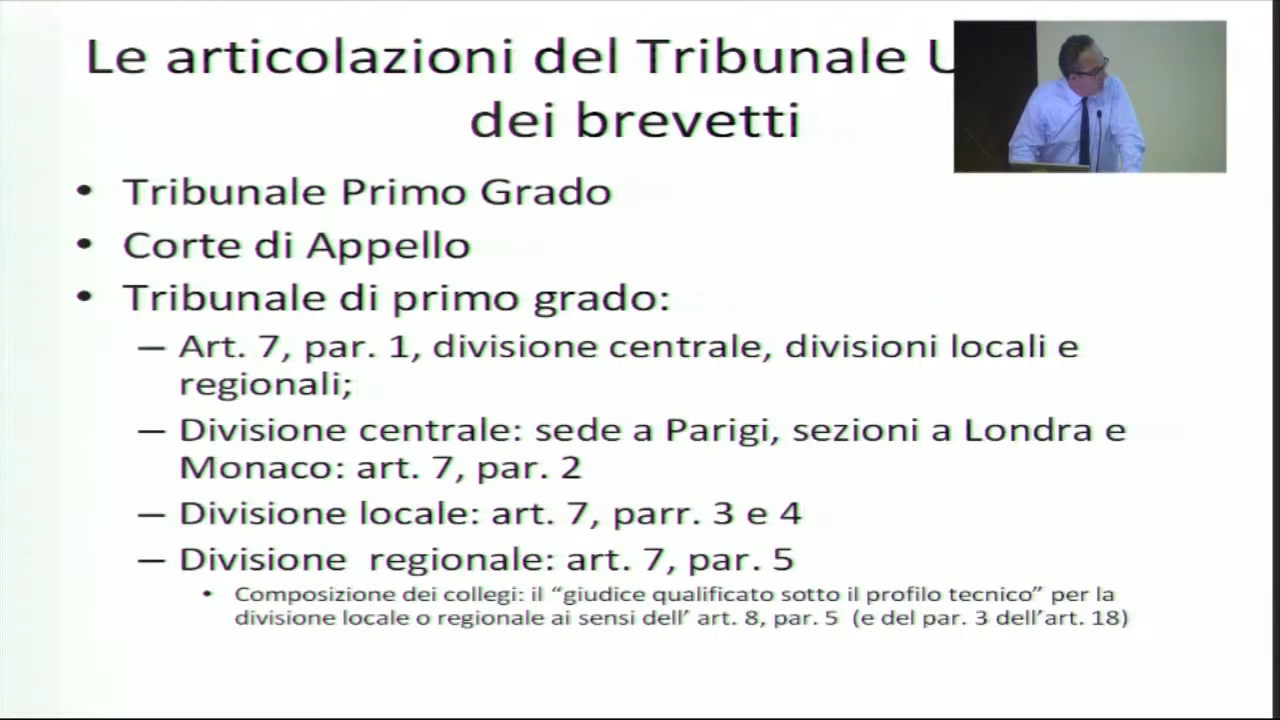 Le articolazioni del Tribunale U
dei brevetti
• Tribunale Primo Grado
• Corte di Appello
• Tribunale di primo grado:
– Art. 7, par. 1, divisione centrale, divisioni locali e
regionali;
– Divisione centrale: sede a Parigi, sezioni a Londra e
Monaco: art. 7, par. 2
– Divisione locale: art. 7, parr. 3 e 4
– Divisione  regionale: art. 7, par. 5
• Composizione dei collegi: il “giudice qualificato sotto il profilo tecnico” per la
divisione locale o regionale ai sensi dell’ art. 8, par. 5  (e del par. 3 dell’art. 18)